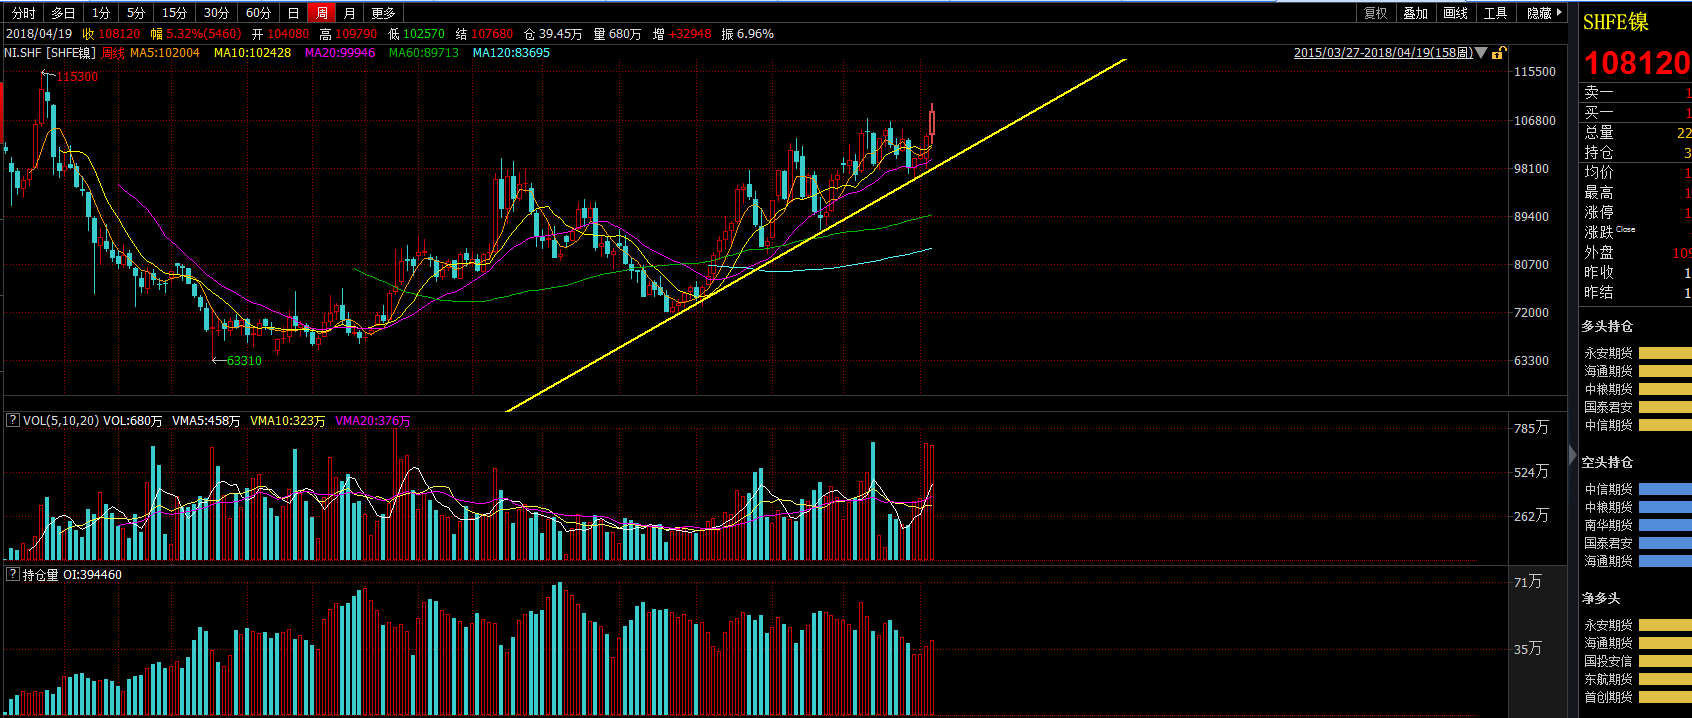 分时 多日 1分 5分 15分 30分 60分 日 周 月 更多 复权 叠加 画线 工具 隐藏
2018/04/19 收 108120 幅 5.32%(5460) 开 104080 高 109790 低 102570 结 107680 仓 39.45万 量 680万 增 +32948 振 6.96%
NI.SHF [SHFE镍] 周线 MA5:102004 MA10:102428 MA20:99946 MA60:89713 MA120:83695 2015/03/27-2018/04/19(158周)
115300
63310
115500
106800
98100
89400
80700
72000
63300
? VOL(5,10,20) VOL:680万 VMA5:458万 VMA10:323万 VMA20:376万
785万
524万
262万
? 持仓量 OI:394460
71万
35万
SHFE镍
108120
卖一 1
买一 1
总量 22
持仓 3
均价 1
最高 1
涨停 1
涨跌 Close
外盘 109
昨收 1
昨结 1
多头持仓
永安期货
海通期货
中粮期货
国泰君安
中信期货
空头持仓
中信期货
中粮期货
南华期货
国泰君安
海通期货
净多头
永安期货
海通期货
国投安信
东航期货
首创期货